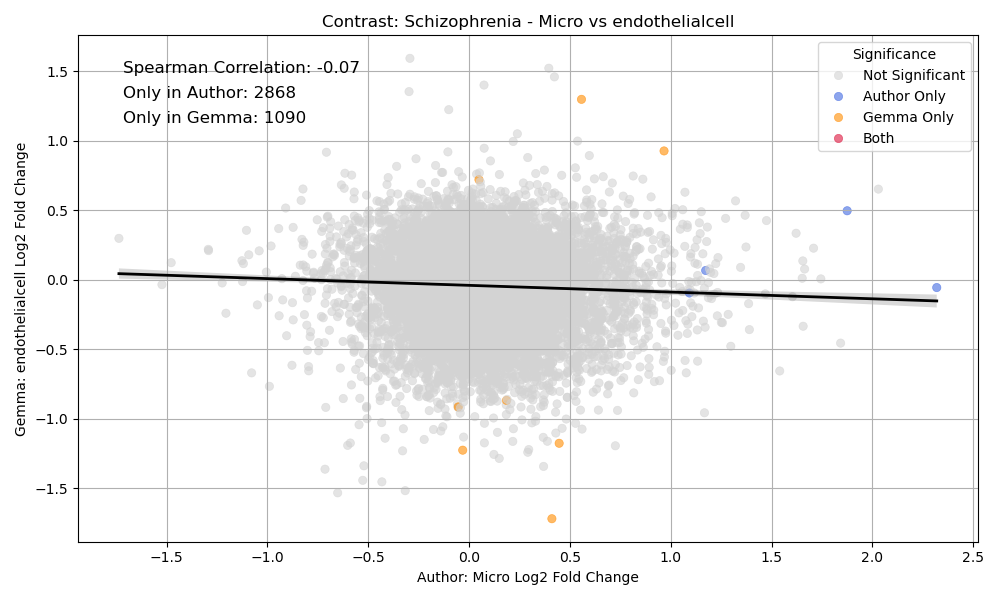 Contrast: Schizophrenia - Micro vs endothelialcell
Spearman Correlation: -0.07
Only in Author: 2868
Only in Gemma: 1090
Significance
Not Significant
Author Only
Gemma Only
Both
Gemma: endothelialcell Log2 Fold Change
1.5
1.0
0.5
0.0
−0.5
−1.0
−1.5
−1.5
−1.0
−0.5
0.0
0.5
1.0
1.5
2.0
2.5
Author: Micro Log2 Fold Change